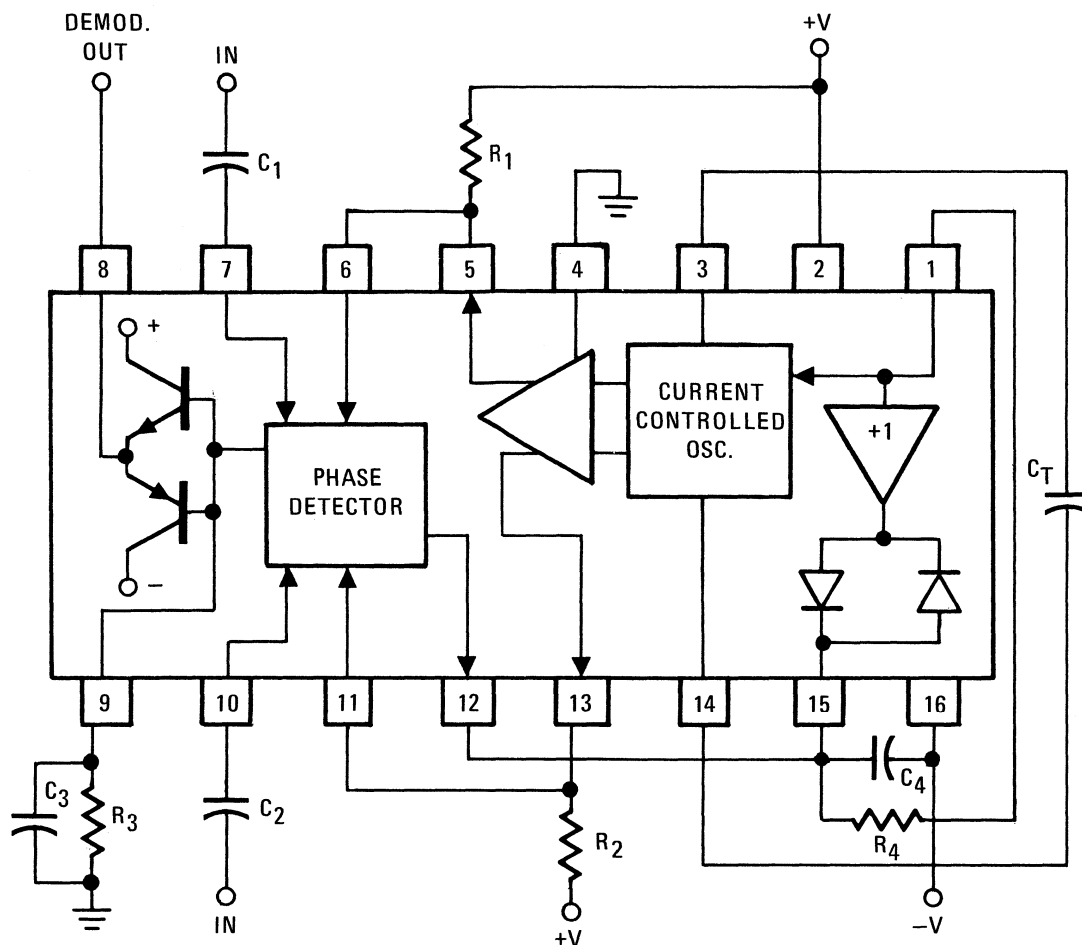 DEMOD.
OUT
IN
+V
C1
R1
8
7
6
5
4
3
2
1
+
CURRENT
CONTROLLED
OSC.
+1
PHASE
DETECTOR
CT
−
9
10
11
12
13
14
15
16
C3
R3
C2
R2
C4
R4
IN
+V
−V